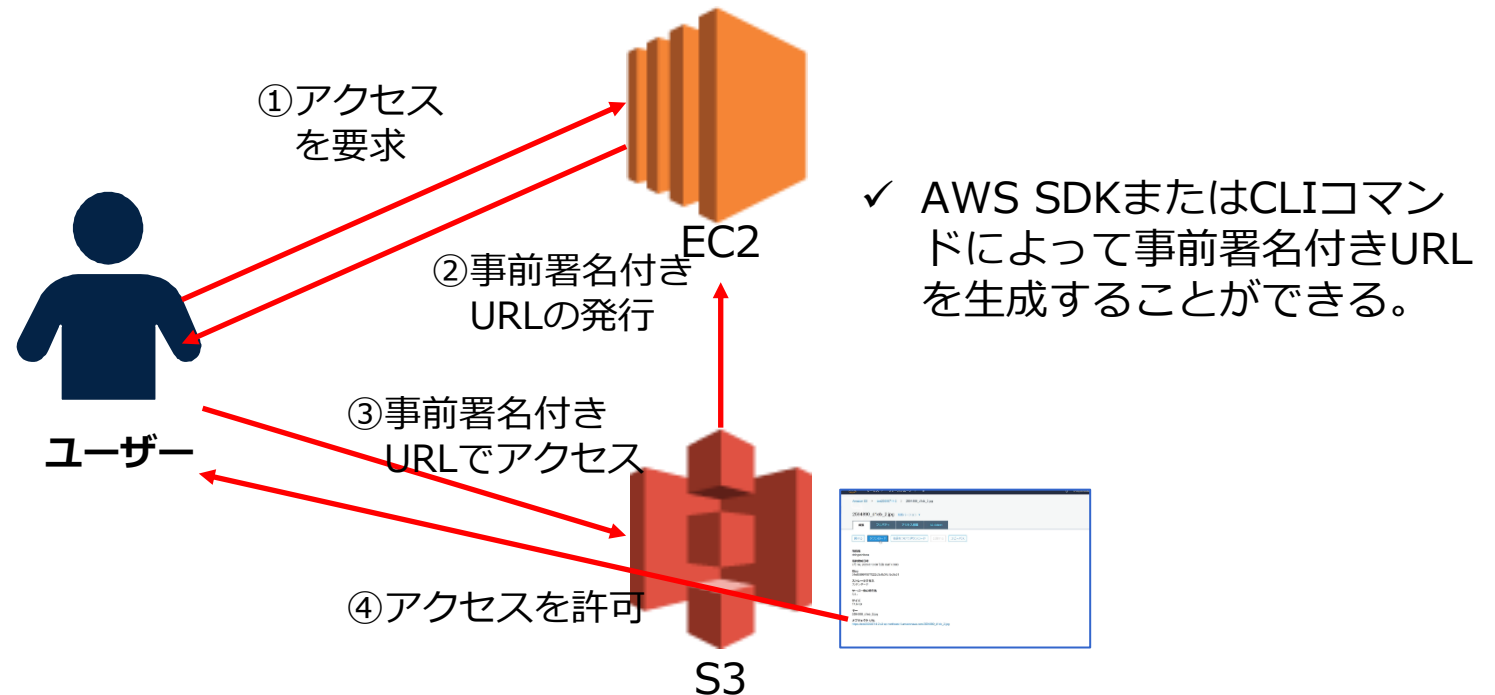 ①アクセス
を要求
EC2
②事前署名付き
URLの発行
✓ AWS SDKまたはCLIコマン
ドによって事前署名付きURL
を生成することができる。
ユーザー
③事前署名付き
URLでアクセス
④アクセスを許可
S3